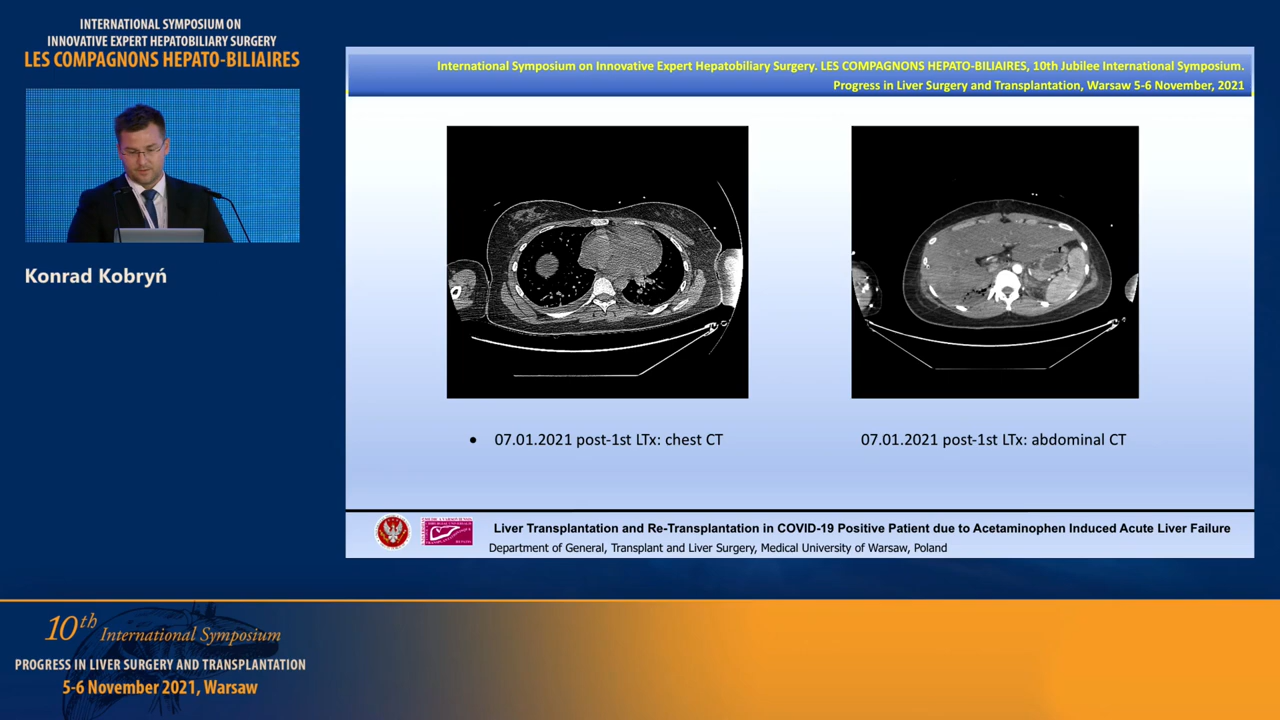 INTERNATIONAL SYMPOSIUM ON
INNOVATIVE EXPERT HEPATOBILIARY SURGERY
LES COMPAGNONS HEPATO-BILIAIRES
Konrad Kobryń
International Symposium on Innovative Expert Hepatobiliary Surgery. LES COMPAGNONS HEPATO-BILIAIRES, 10th Jubilee International Symposium.
Progress in Liver Surgery and Transplantation, Warsaw 5-6 November, 2021
• 07.01.2021 post-1st LTx: chest CT
07.01.2021 post-1st LTx: abdominal CT
Liver Transplantation and Re-Transplantation in COVID-19 Positive Patient due to Acetaminophen Induced Acute Liver Failure
Department of General, Transplant and Liver Surgery, Medical University of Warsaw, Poland
10th International Symposium
PROGRESS IN LIVER SURGERY AND TRANSPLANTATION
5-6 November 2021, Warsaw